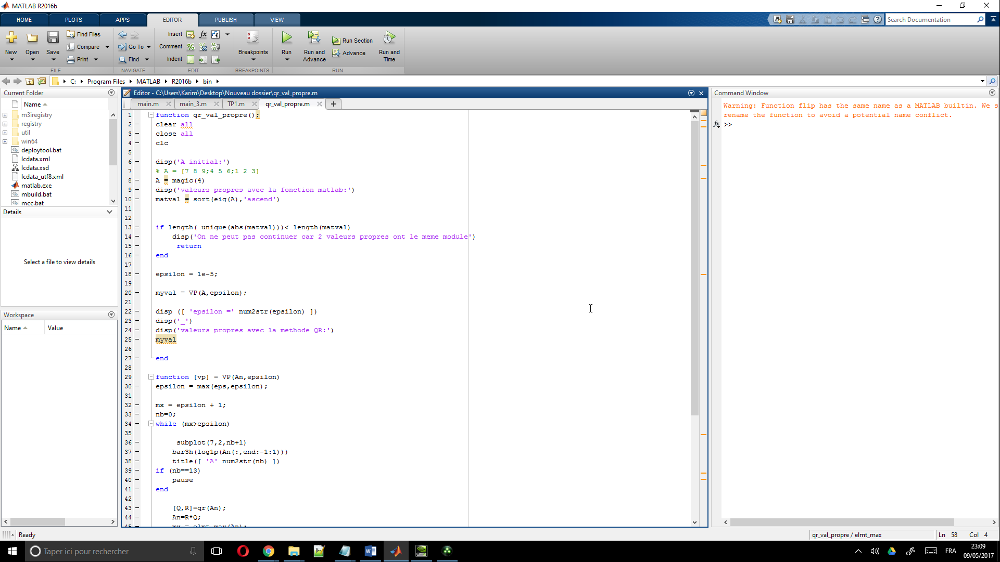 MATLAB R2016b
HOME PLOTS APPS EDITOR PUBLISH VIEW
Search Documentation
New
Open
Save
Find Files
Compare
Print
FILE
Go To
Find
NAVIGATE
Insert
Comment
Indent
EDIT
Breakpoints
BREAKPOINTS
Run
Run and Advance
Run Section
Advance
Run and Time
RUN
C: Program Files MATLAB R2016b bin
Current Folder
Name
m3iregistry
registry
util
win64
deploytool.bat
lcdata.xml
lcdata.xsd
lcdata_utf8.xml
matlab.exe
mbuild.bat
mcc.bat
Details
Select a file to view details
Workspace
Name Value
Editor - C:\Users\Karim\Desktop\Nouveau dossier\qr_val_propre.m
main.m main_3.m TP1.m qr_val_propre.m
1 function qr_val_propre();
2 clear all
3 close all
4 clc
5
6 disp('A initial:')
7 % A = [7 8 9;4 5 6;1 2 3]
8 A = magic(4)
9 disp('valeurs propres avec la fonction matlab:')
10 matval = sort(eig(A),'ascend')
11
12
13 if length( unique(abs(matval)))< length(matval)
14 disp('On ne peut pas continuer car 2 valeurs propres ont le meme module')
15 return
16 end
17
18 epsilon = 1e-5;
19
20 myval = VP(A,epsilon);
21
22 disp ([ 'epsilon =' num2str(epsilon) ])
23 disp('_')
24 disp('valeurs propres avec la methode QR:')
25 myval
26
27 end
28
29 function [vp] = VP(An,epsilon)
30 epsilon = max(eps,epsilon);
31
32 mx = epsilon + 1;
33 nb=0;
34 while (mx>epsilon)
35
36 subplot(7,2,nb+1)
37 bar3h(log1p(An(:,end:-1:1)))
38 title([ 'A' num2str(nb) ])
39 if (nb==13)
40 pause
41 end
42
43 [Q,R]=qr(An);
44 An=R*Q;
45 mx = elmt_max(An);
Command Window
Warning: Function flip has the same name as a MATLAB builtin. We s
rename the function to avoid a potential name conflict.
fx >>
Ready
qr_val_propre / elmt_max
Ln 58 Col 4
Taper ici pour rechercher
FRA
23:09
09/05/2017